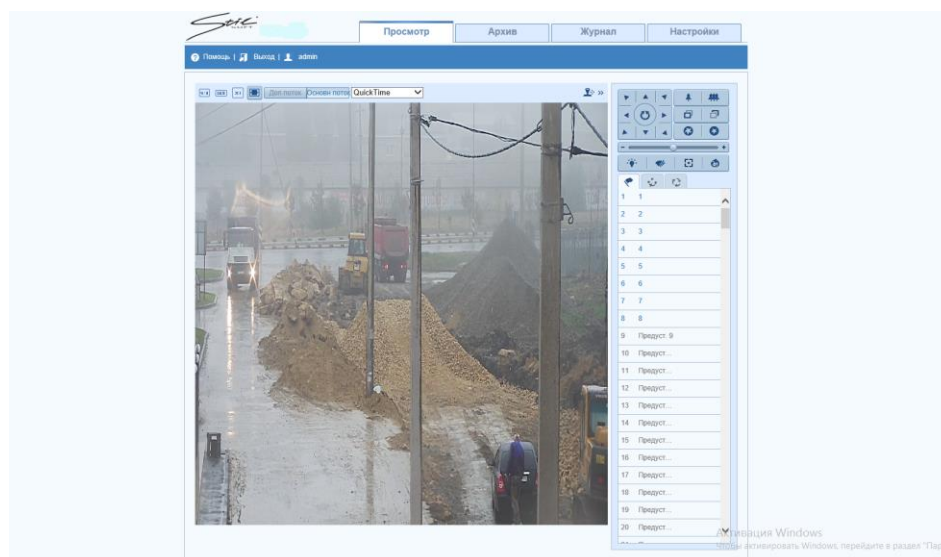 Просмотр
Архив
Журнал
Настройки
Помощь | Выход | admin
Доп.поток Основн поток QuickTime
1 1
2 2
3 3
4 4
5 5
6 6
7 7
8 8
9 Предуст. 9
10 Предуст...
11 Предуст...
12 Предуст...
13 Предуст...
14 Предуст...
15 Предуст...
16 Предуст...
17 Предуст...
18 Предуст...
19 Предуст...
20 Предуст...
Активация Windows
Чтобы активировать Windows, перейдите в раздел "Пар